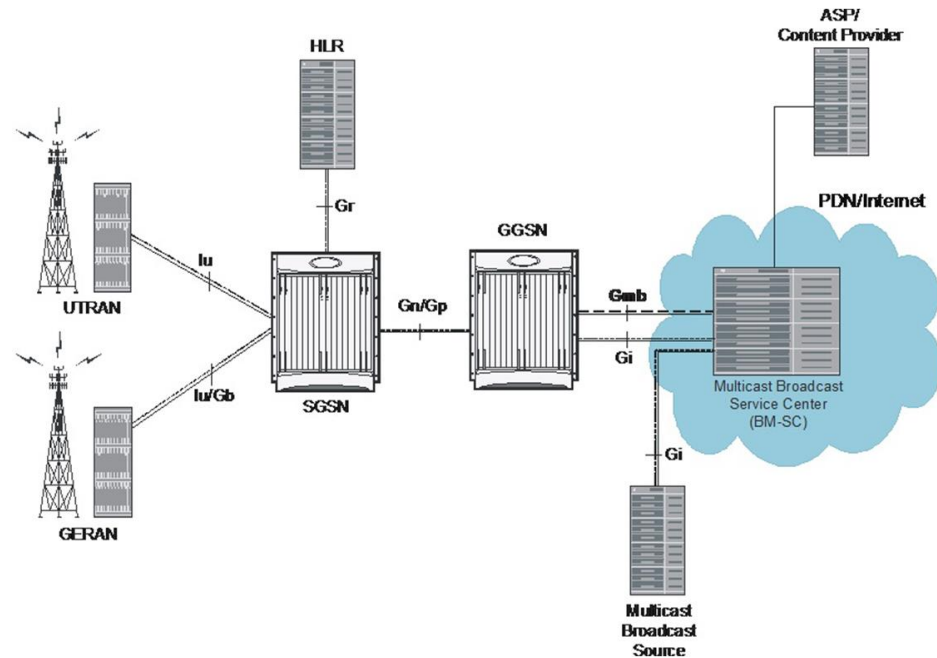 ASP/
Content Provider
HLR
PDN/Internet
Gr
GGSN
Iu
UTRAN
Gn/Gp
Gmb
Gi
Iu/Gb
SGSN
Multicast Broadcast
Service Center
(BM-SC)
Gi
GERAN
Multicast
Broadcast
Source